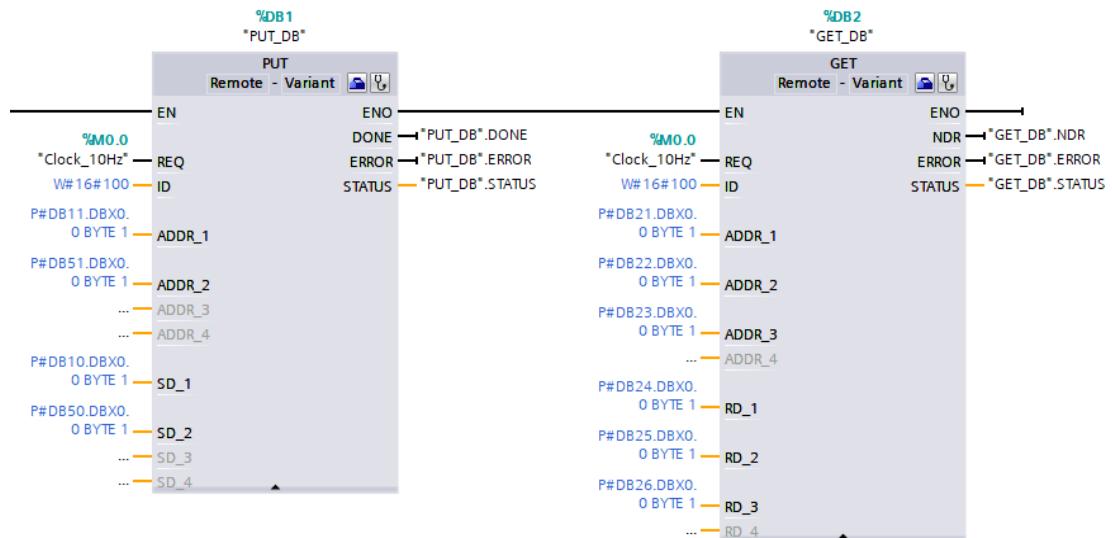 %DB1
"PUT_DB"
PUT
Remote - Variant
EN
ENO
DONE
"PUT_DB".DONE
%M0.0
"Clock_10Hz"
REQ
ERROR
"PUT_DB".ERROR
W#16#100
ID
STATUS
"PUT_DB".STATUS
P#DB11.DBX0.
0 BYTE 1
ADDR_1
P#DB51.DBX0.
0 BYTE 1
ADDR_2
...
ADDR_3
...
ADDR_4
P#DB10.DBX0.
0 BYTE 1
SD_1
P#DB50.DBX0.
0 BYTE 1
SD_2
...
SD_3
...
SD_4
%DB2
"GET_DB"
GET
Remote - Variant
EN
ENO
NDR
"GET_DB".NDR
%M0.0
"Clock_10Hz"
REQ
ERROR
"GET_DB".ERROR
W#16#100
ID
STATUS
"GET_DB".STATUS
P#DB21.DBX0.
0 BYTE 1
ADDR_1
P#DB22.DBX0.
0 BYTE 1
ADDR_2
P#DB23.DBX0.
0 BYTE 1
ADDR_3
...
ADDR_4
P#DB24.DBX0.
0 BYTE 1
RD_1
P#DB25.DBX0.
0 BYTE 1
RD_2
P#DB26.DBX0.
0 BYTE 1
RD_3
...
RD_4